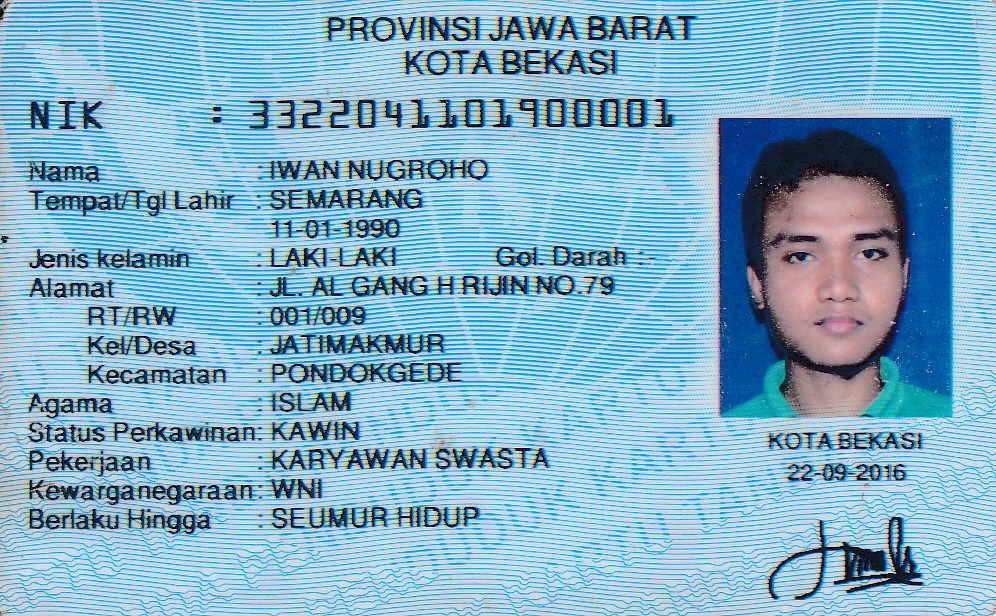 PROVINSI JAWA BARAT
KOTA BEKASI
NIK : 3322041101900001
Nama : IWAN NUGROHO
Tempat/Tgl Lahir : SEMARANG
11-01-1990
Jenis kelamin : LAKI-LAKI Gol. Darah :-
Alamat : JL. AL GANG H RIJIN NO.79
RT/RW : 001/009
Kel/Desa : JATIMAKMUR
Kecamatan : PONDOKGEDE
Agama : ISLAM
Status Perkawinan: KAWIN
Pekerjaan : KARYAWAN SWASTA
Kewarganegaraan: WNI
Berlaku Hingga : SEUMUR HIDUP
KOTA BEKASI
22-09-2016